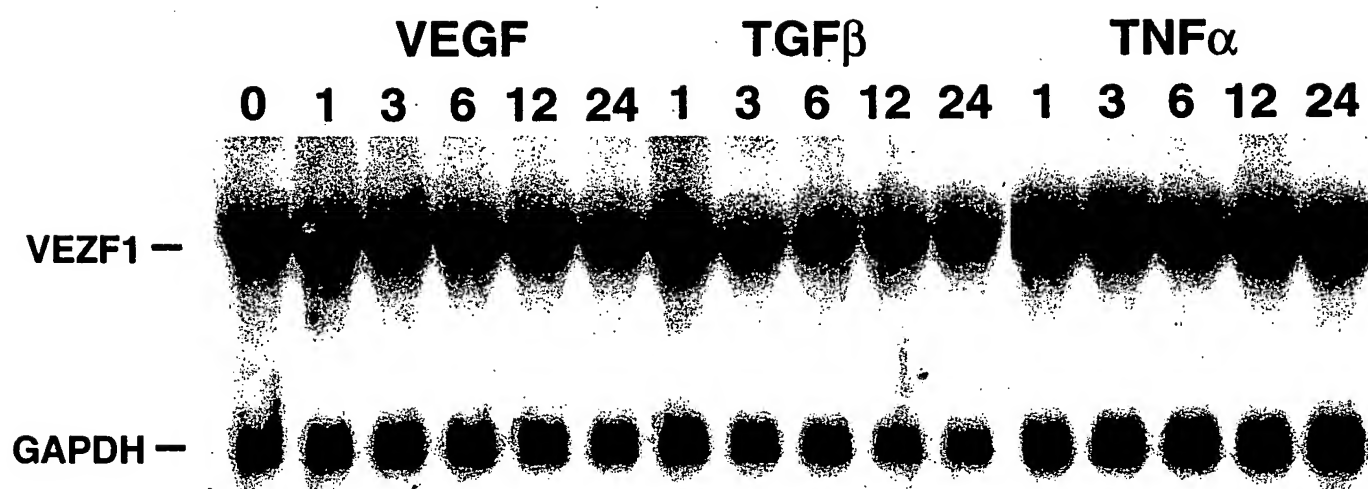 VEGF TGFβ TNFα
0 1 3 6 12 24 1 3 6 12 24 1 3 6 12 24
VEZF1
GAPDH